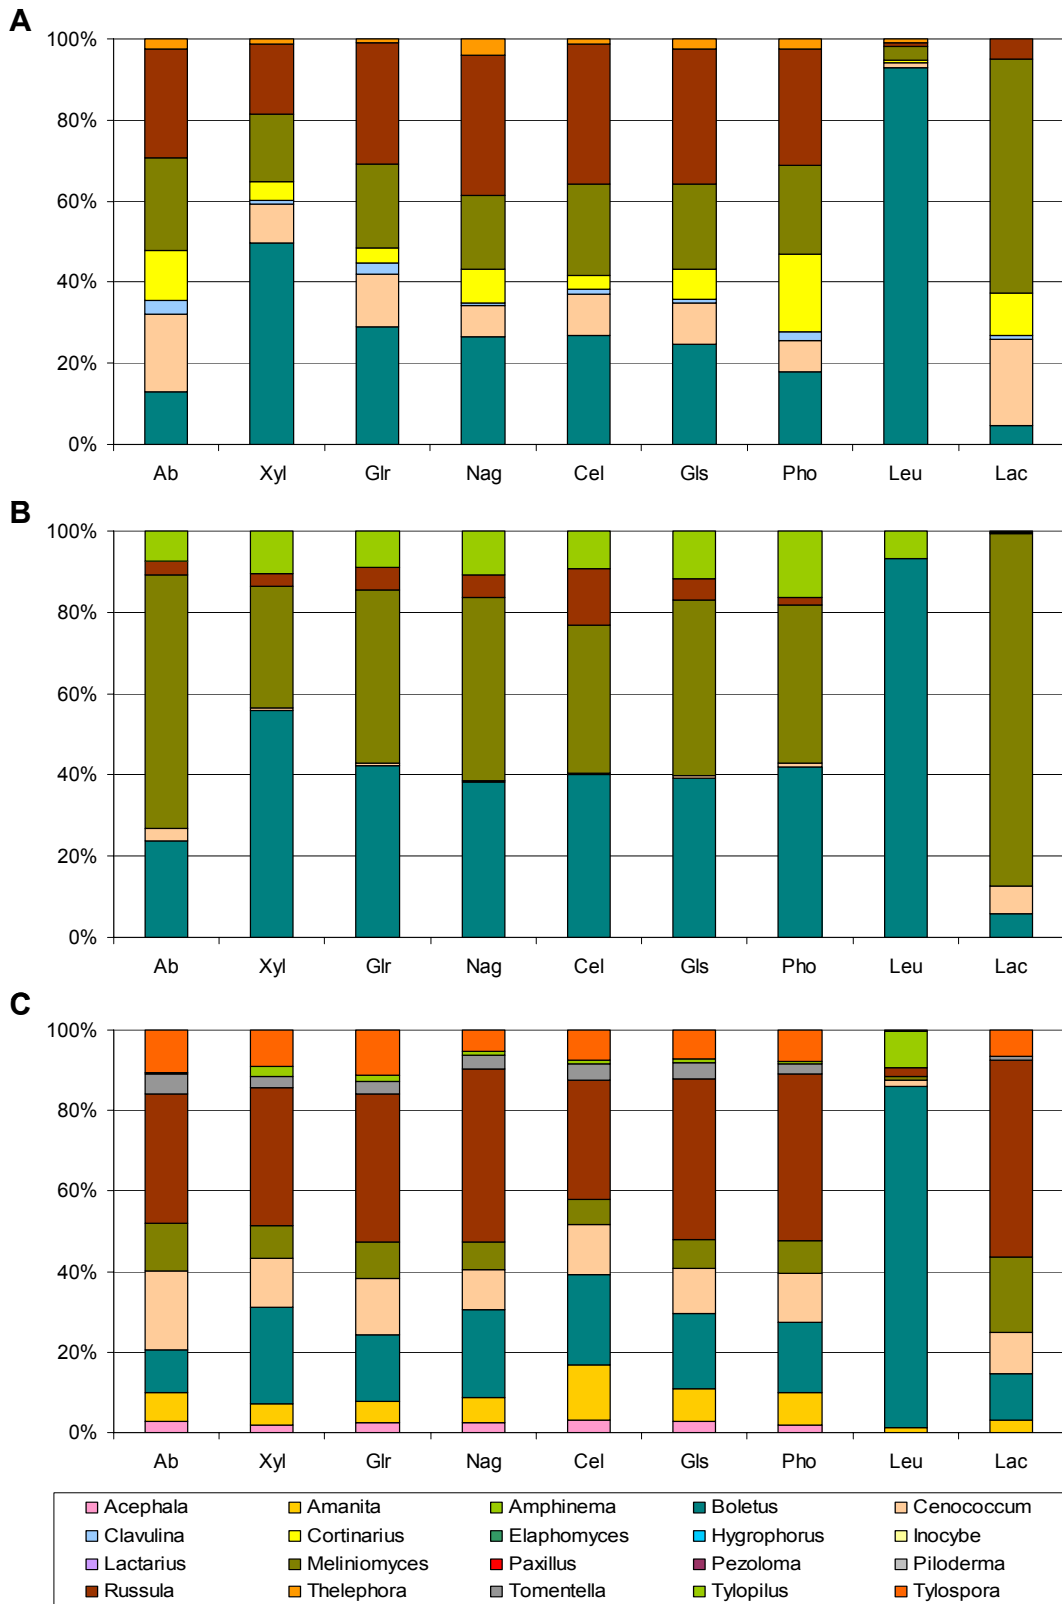 A
100%
80%
60%
40%
20%
0%
Ab Xyl Glr Nag Cel Gls Pho Leu Lac
B
100%
80%
60%
40%
20%
0%
Ab Xyl Glr Nag Cel Gls Pho Leu Lac
C
100%
80%
60%
40%
20%
0%
Ab Xyl Glr Nag Cel Gls Pho Leu Lac
Acephala Amanita Amphinema Boletus Cenococcum
Clavulina Cortinarius Elaphomyces Hygrophorus Inocybe
Lactarius Meliniomyces Paxillus Pezoloma Piloderma
Russula Thelephora Tomentella Tylopilus Tylospora